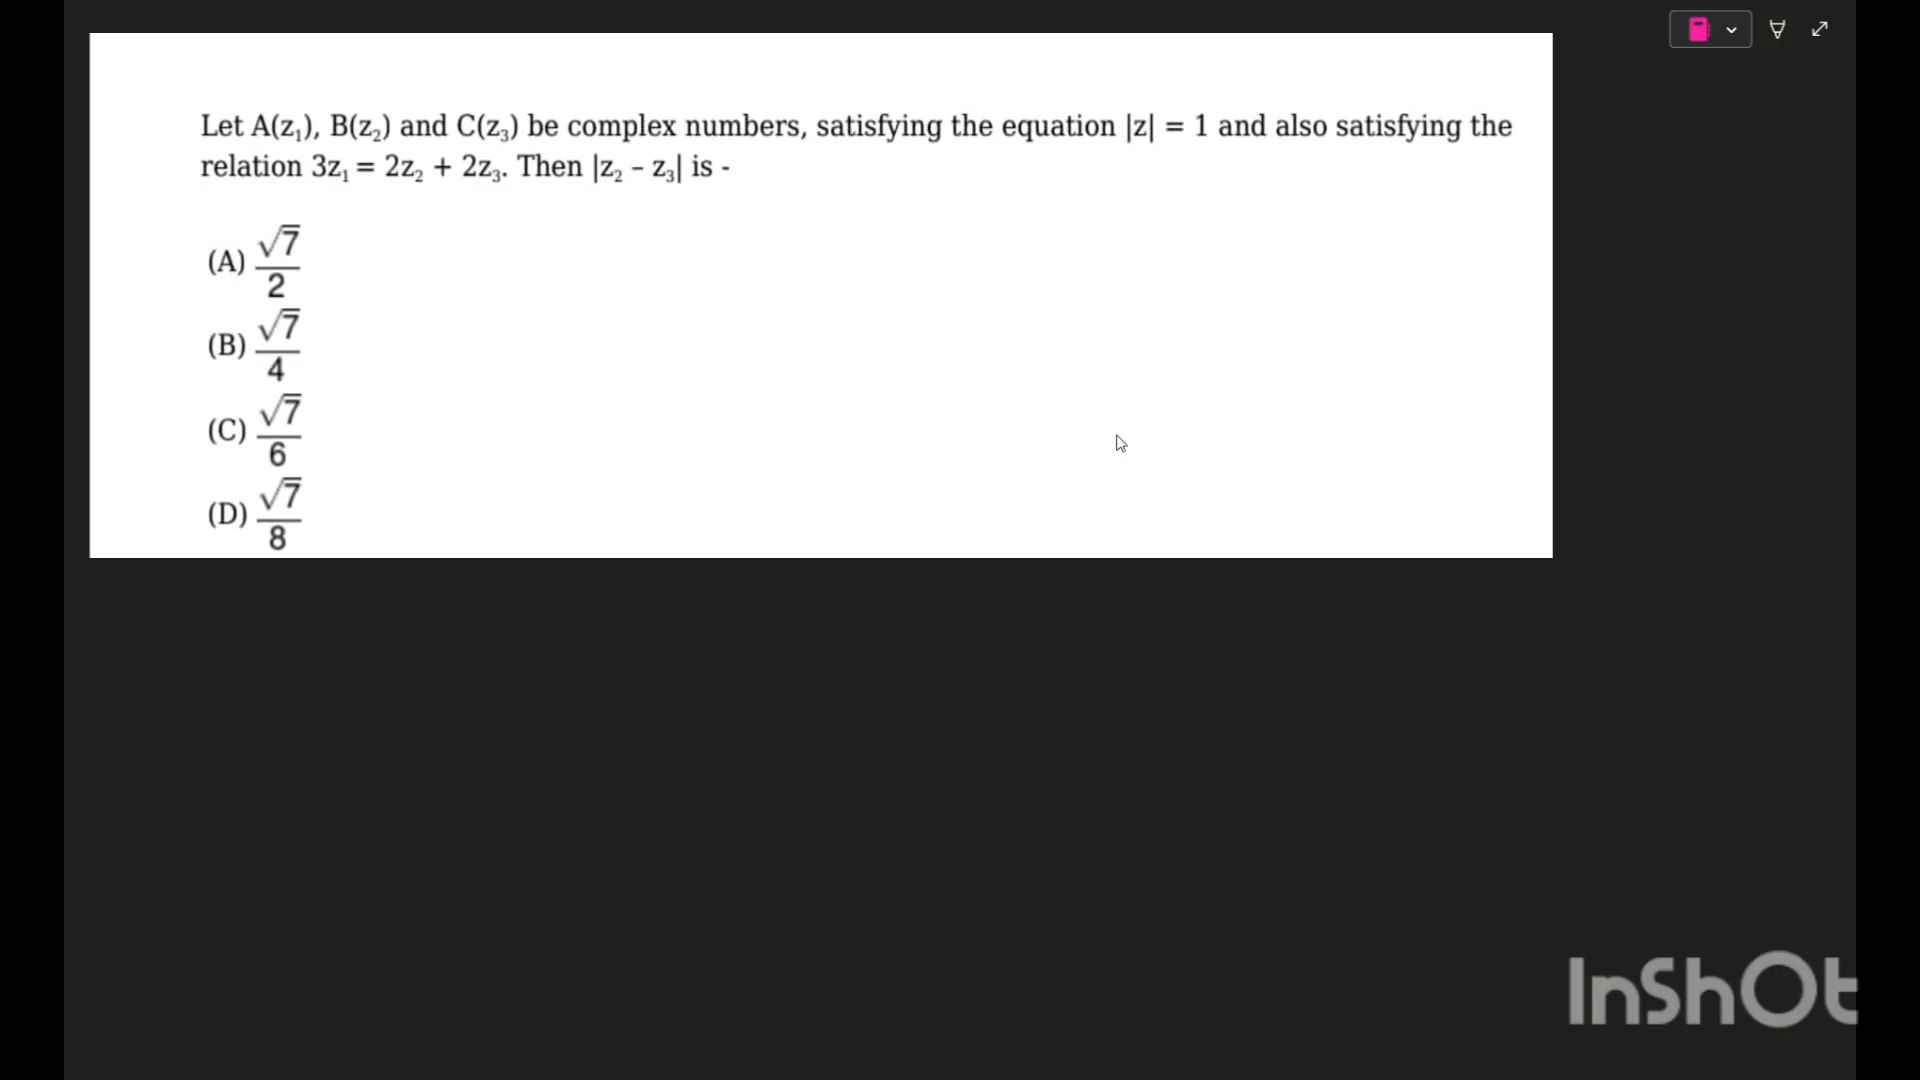 Let A(z₁), B(z₂) and C(z₃) be complex numbers, satisfying the equation |z| = 1 and also satisfying the
relation 3z₁ = 2z₂ + 2z₃. Then |z₂ – z₃| is -
(A) √7/2
(B) √7/4
(C) √7/6
(D) √7/8
InShOt